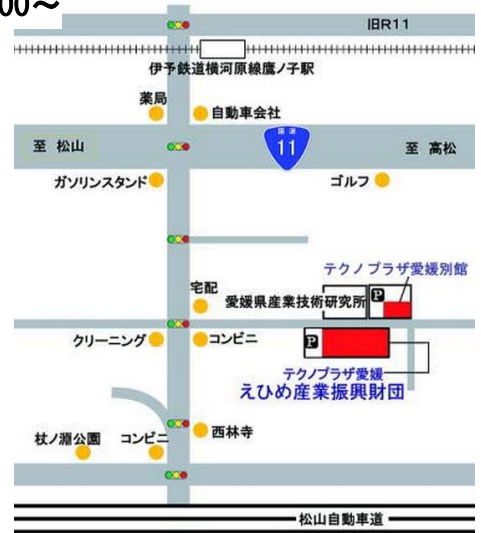 00～
旧R11
伊予鉄道横河原線鷹ノ子駅
薬局
自動車会社
至 松山
国道
11
至 高松
ガソリンスタンド
ゴルフ
テクノプラザ愛媛別館
宅配
愛媛県産業技術研究所
P
クリーニング
コンビニ
P
テクノプラザ愛媛
えひめ産業振興財団
杖ノ淵公園
コンビニ
西林寺
松山自動車道